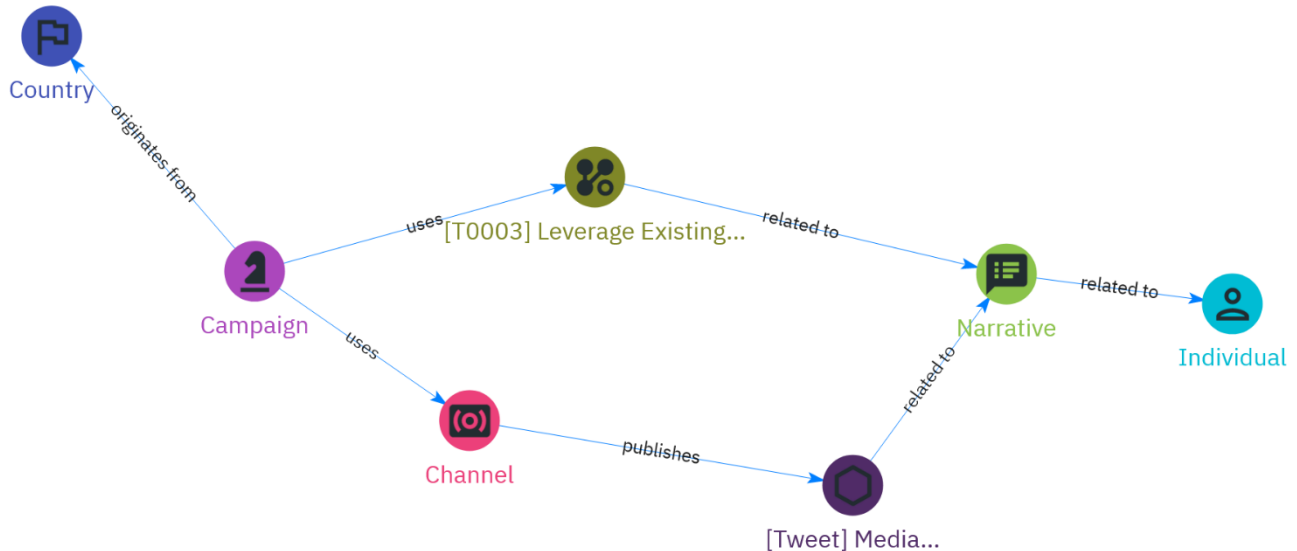 Country
originates from
[T0003] Leverage Existing...
uses
related to
Campaign
Narrative
related to
Individual
uses
related to
Channel
publishes
[Tweet] Media...